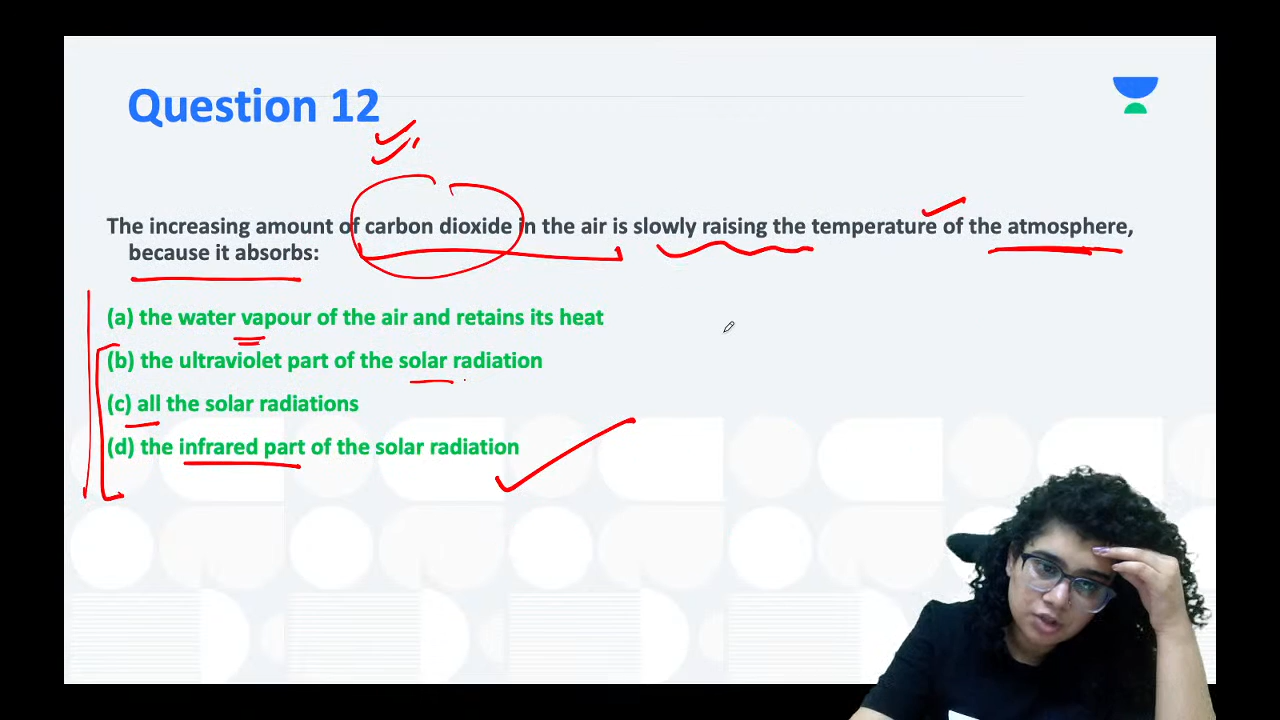 Question 12
The increasing amount of carbon dioxide in the air is slowly raising the temperature of the atmosphere,
because it absorbs:
(a) the water vapour of the air and retains its heat
(b) the ultraviolet part of the solar radiation
(c) all the solar radiations
(d) the infrared part of the solar radiation